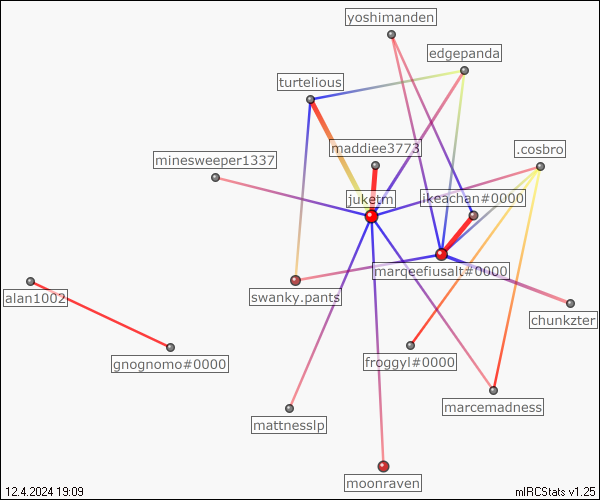 yoshimanden
edgepanda
turtelious
maddiee3773
.cosbro
minesweeper1337
juketm
ikeachan#0000
marqeefiusalt#0000
alan1002
swanky.pants
chunkzter
gnognomo#0000
froggyl#0000
marcemadness
mattnesslp
moonraven
12.4.2024 19:09
mIRCStats v1.25